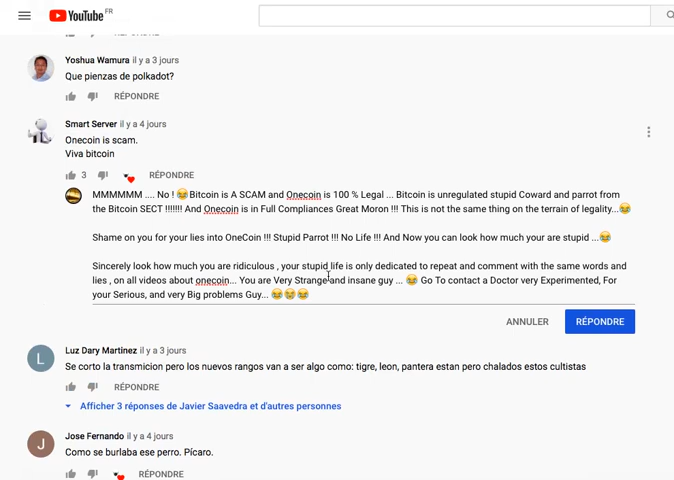 YouTube FR
RÉPONDRE
Yoshua Wamura il y a 3 jours
Que pienzas de polkadot?
RÉPONDRE
Smart Server il y a 4 jours
Onecoin is scam.
Viva bitcoin
3 RÉPONDRE
MMMMMM .... No ! 😂Bitcoin is A SCAM and Onecoin is 100 % Legal ... Bitcoin is unregulated stupid Coward and parrot from
the Bitcoin SECT !!!!!!! And Onecoin is in Full Compliances Great Moron !!! This is not the same thing on the terrain of legality...😂
Shame on you for your lies into OneCoin !!! Stupid Parrot !!! No Life !!! And Now you can look how much your are stupid ...😂
Sincerely look how much you are ridiculous , your stupid life is only dedicated to repeat and comment with the same words and
lies , on all videos about onecoin... You are Very Strange and insane guy ... 😂 Go To contact a Doctor very Experimented, For
your Serious, and very Big problems Guy... 😂😂😂
ANNULER RÉPONDRE
L
Luz Dary Martinez il y a 3 jours
Se corto la transmicion pero los nuevos rangos van a ser algo como: tigre, leon, pantera estan pero chalados estos cultistas
RÉPONDRE
Afficher 3 réponses de Javier Saavedra et d'autres personnes
J
Jose Fernando il y a 4 jours
Como se burlaba ese perro. Pícaro.
RÉPONDRE